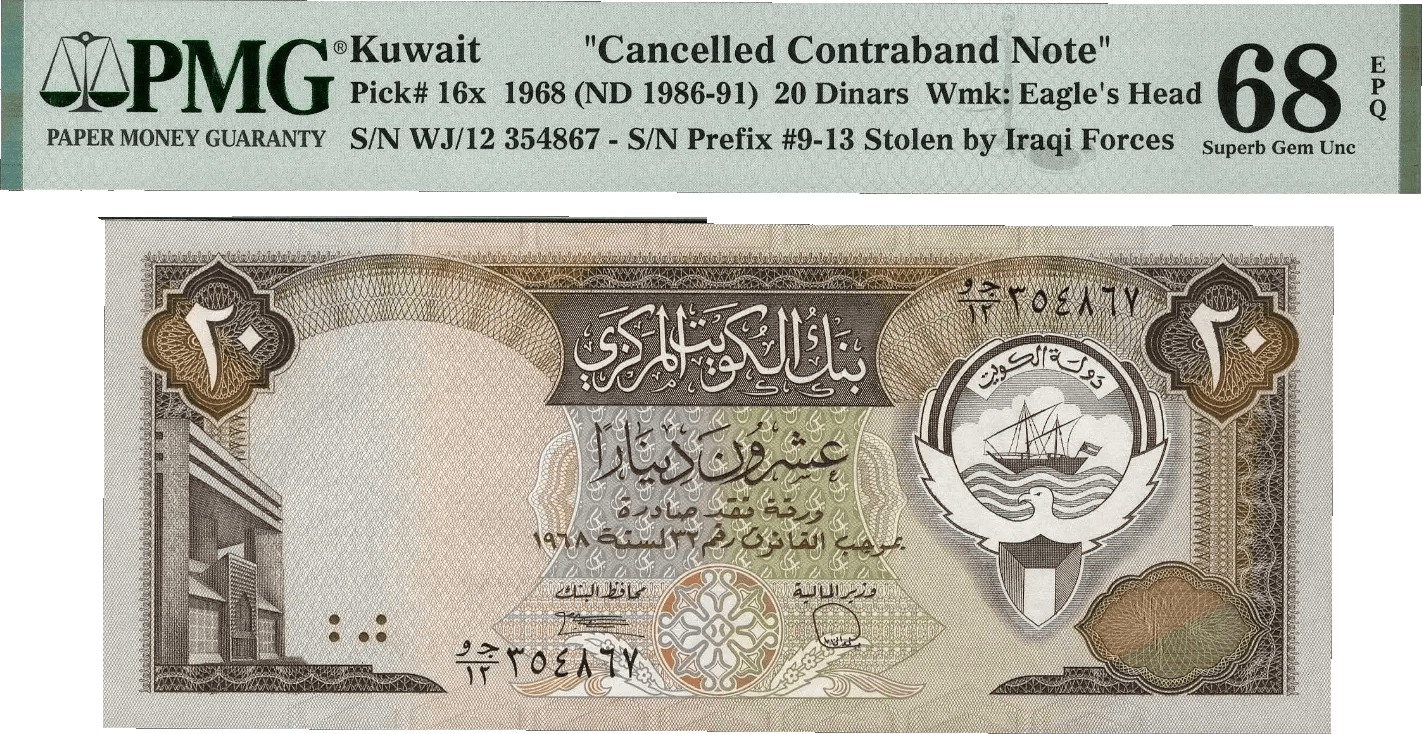 PMG® Kuwait "Cancelled Contraband Note" 68 EPQ
Pick# 16x 1968 (ND 1986-91) 20 Dinars Wmk: Eagle's Head
PAPER MONEY GUARANTY S/N WJ/12 354867 - S/N Prefix #9-13 Stolen by Iraqi Forces Superb Gem Unc
ج و/١٢ ٣٥٤٨٦٧
٢٠
٢٠
بنك الكويت المركزي
دولة الكويت
عشرون دينارًا
ورقة نقد صادرة
بموجب القانون رقم ٣٢ لسنة ١٩٦٨
وزير المالية
محافظ البنك
ج و/١٢ ٣٥٤٨٦٧